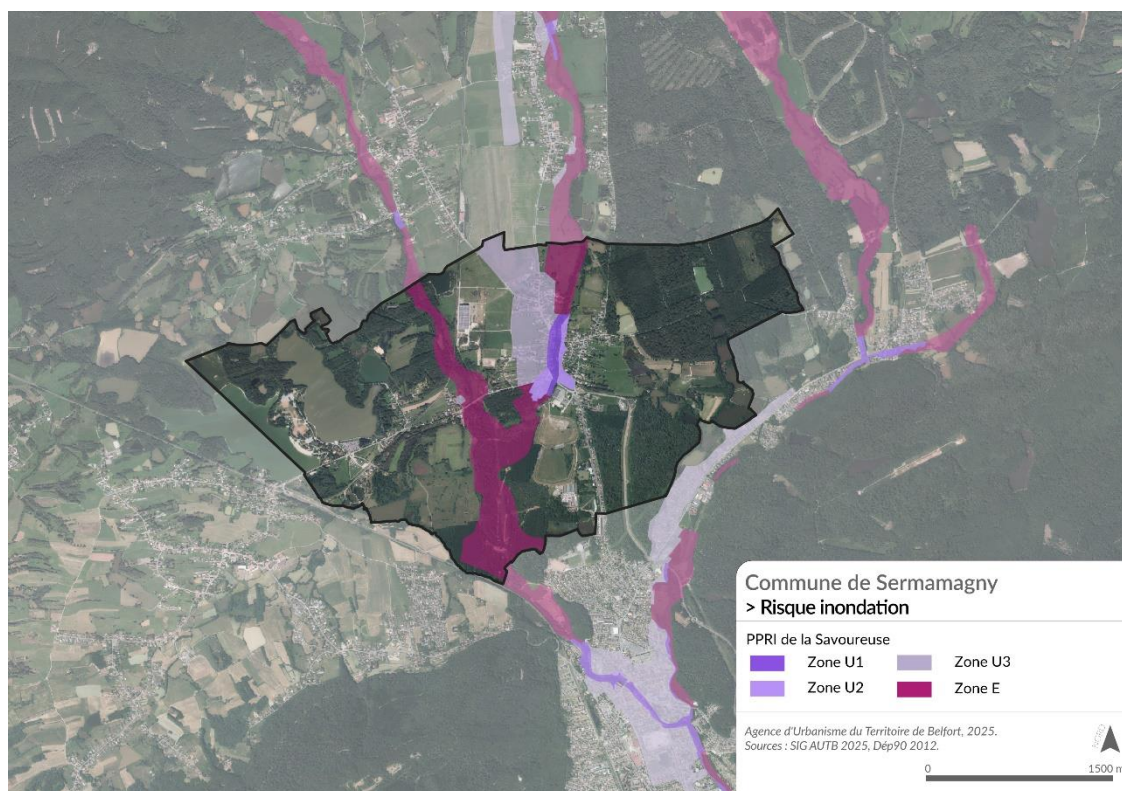 Commune de Sermamagny
> Risque inondation
PPRI de la Savoureuse
Zone U1
Zone U3
Zone U2
Zone E
Agence d'Urbanisme du Territoire de Belfort, 2025.
Sources : SIG AUTB 2025, Dép90 2012.
NORD
0
1500 m